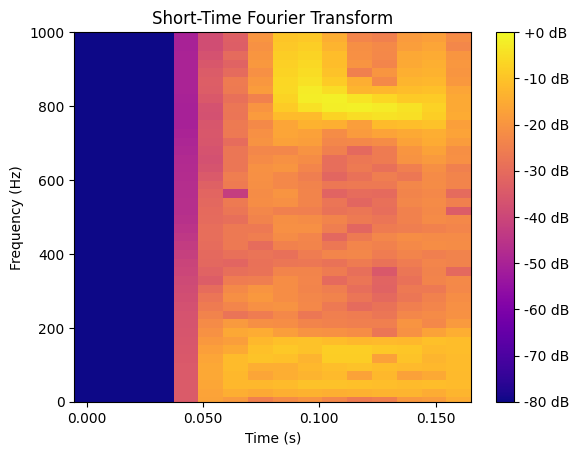 Short-Time Fourier Transform
1000
800
600
400
200
0
Frequency (Hz)
0.000
0.050
0.100
0.150
Time (s)
+0 dB
-10 dB
-20 dB
-30 dB
-40 dB
-50 dB
-60 dB
-70 dB
-80 dB